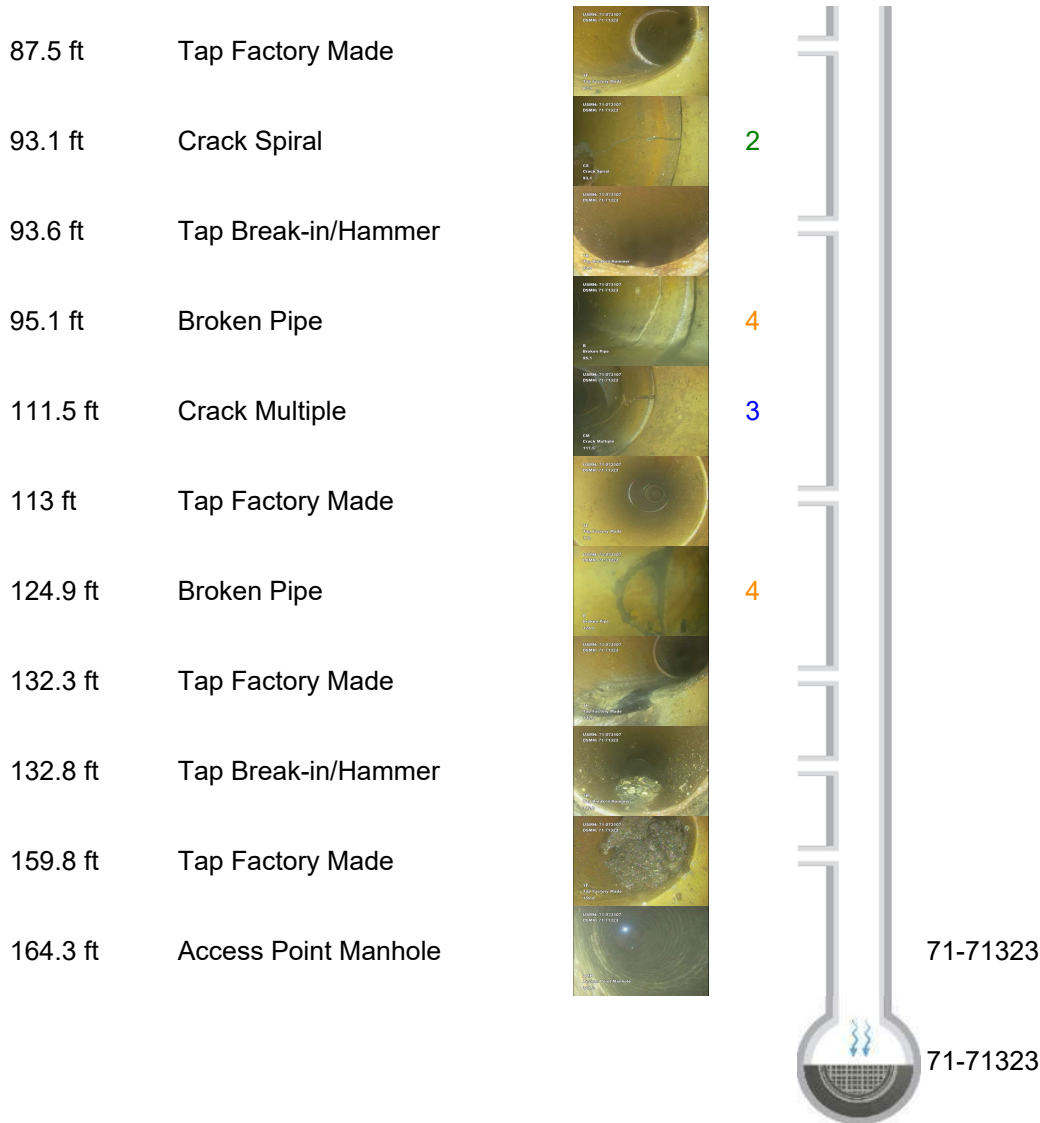 87.5 ft Tap Factory Made
93.1 ft Crack Spiral 2
93.6 ft Tap Break-in/Hammer
95.1 ft Broken Pipe 4
111.5 ft Crack Multiple 3
113 ft Tap Factory Made
124.9 ft Broken Pipe 4
132.3 ft Tap Factory Made
132.8 ft Tap Break-in/Hammer
159.8 ft Tap Factory Made
164.3 ft Access Point Manhole 71-71323
71-71323